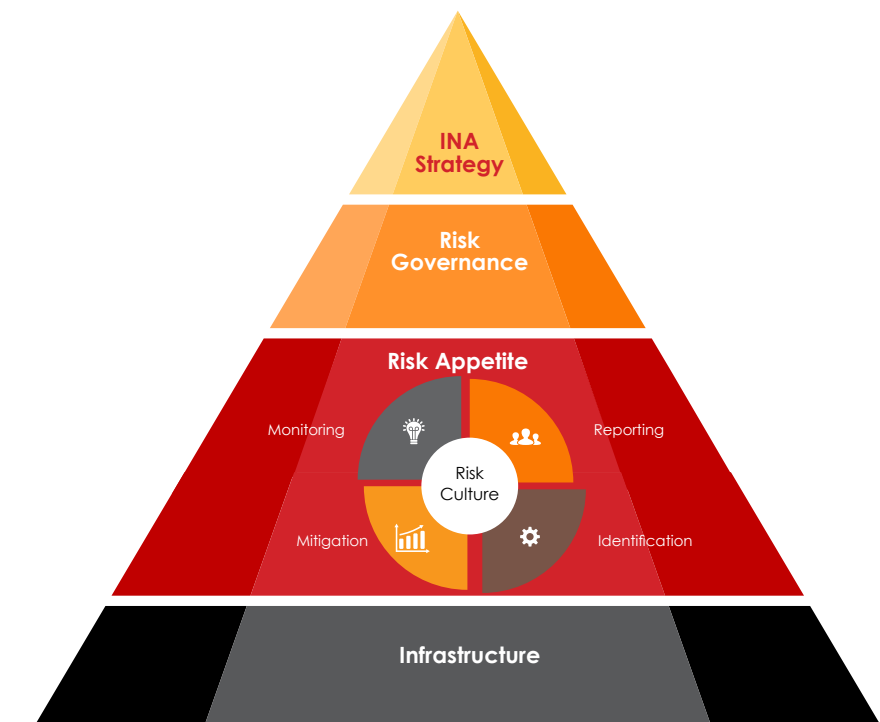 INA
Strategy
Risk
Governance
Risk Appetite
Monitoring
Reporting
Risk
Culture
Mitigation
Identification
Infrastructure